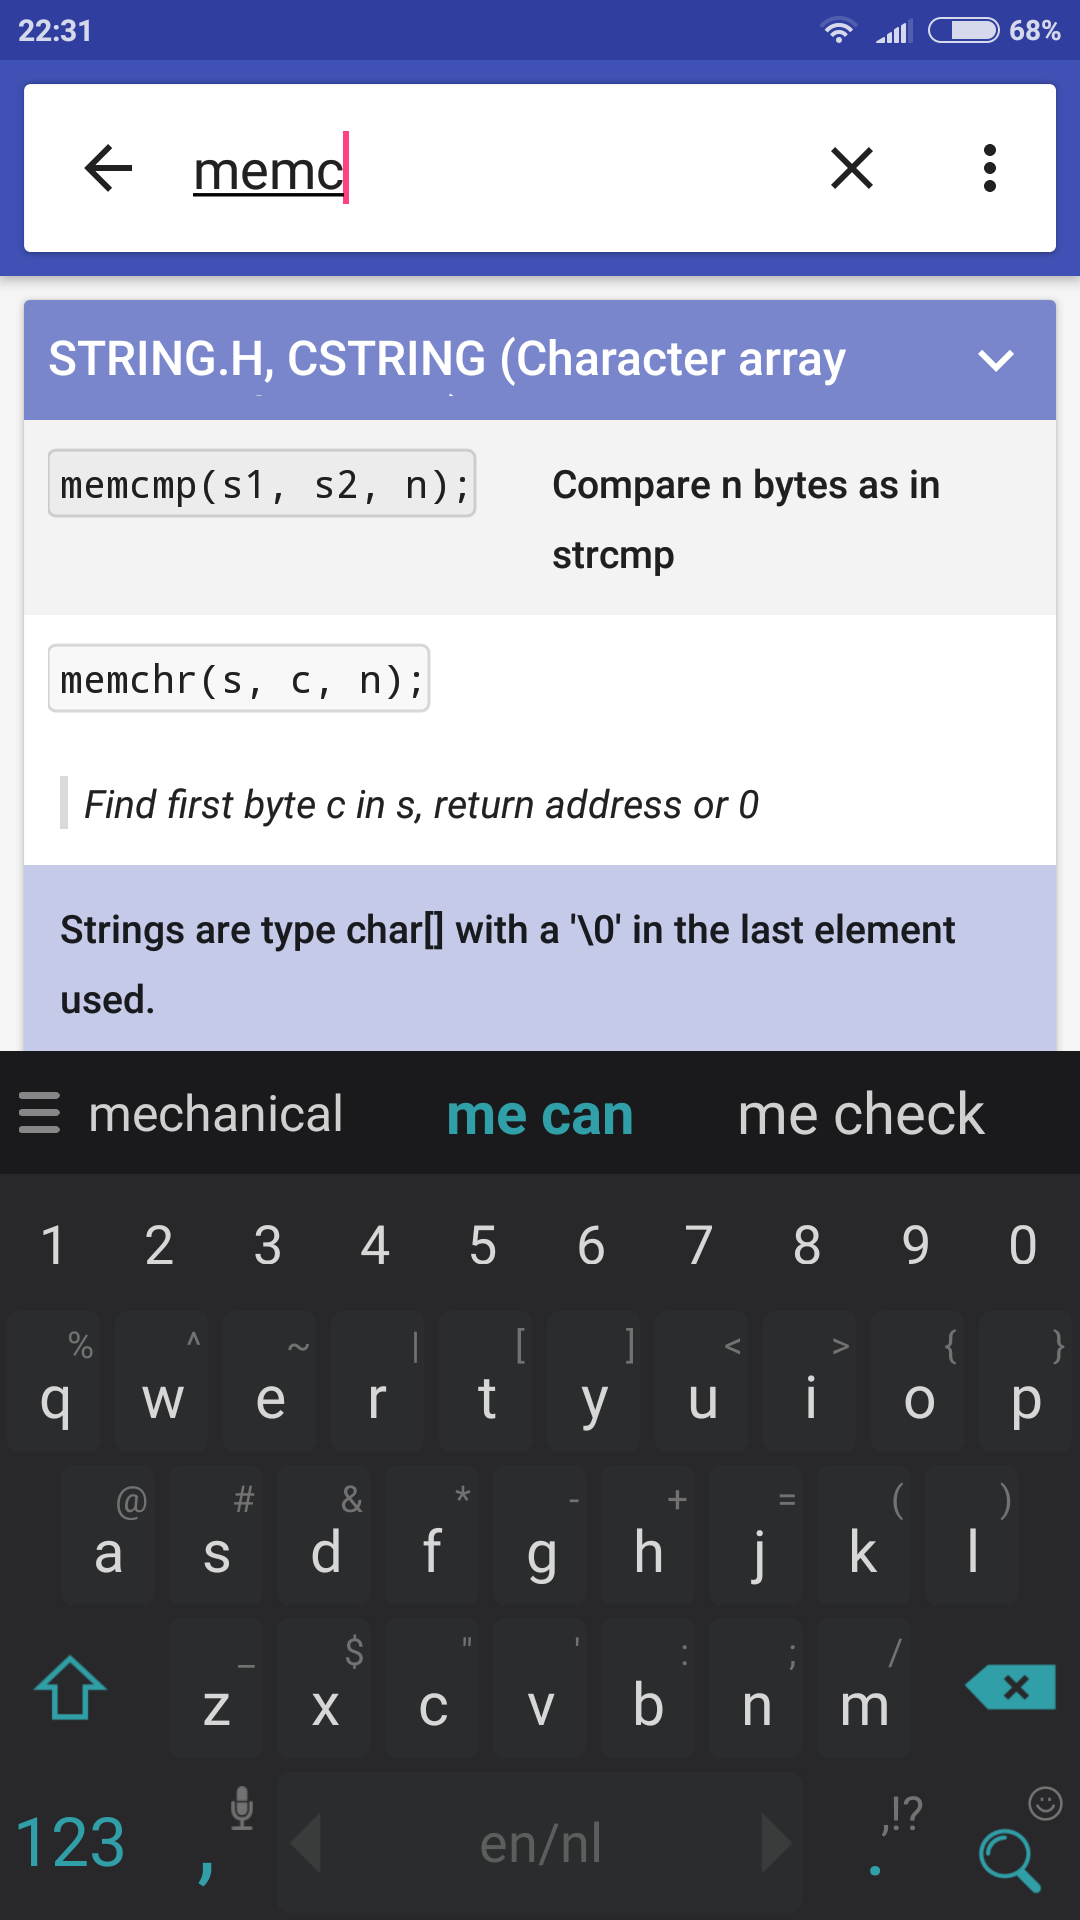 22:31 68%
memc
STRING.H, CSTRING (Character array
memcmp(s1, s2, n); Compare n bytes as in
strcmp
memchr(s, c, n);
Find first byte c in s, return address or 0
Strings are type char[] with a '\0' in the last element
used.
mechanical me can me check
1 2 3 4 5 6 7 8 9 0
% ^ ~ | [ ] < > { }
q w e r t y u i o p
@ # & * - + = ( )
a s d f g h j k l
_ $ " ' : ; /
z x c v b n m
,!?
123 , en/nl .